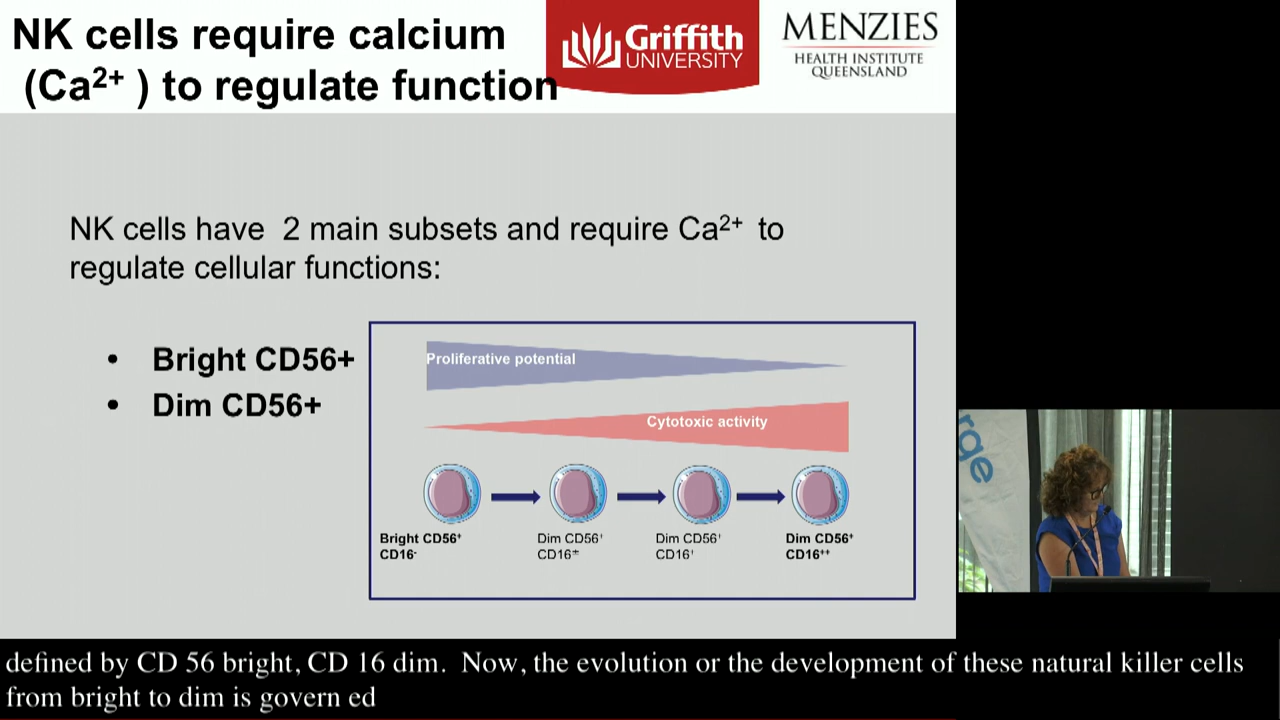 NK cells require calcium
(Ca²⁺ ) to regulate function
Griffith
UNIVERSITY
MENZIES
HEALTH INSTITUTE
QUEENSLAND
NK cells have 2 main subsets and require Ca²⁺ to
regulate cellular functions:
• Bright CD56+
• Dim CD56+
Proliferative potential
Cytotoxic activity
Bright CD56⁺
CD16⁻
Dim CD56⁺
CD16±
Dim CD56⁺
CD16⁺
Dim CD56⁺
CD16⁺⁺
rge
defined by CD 56 bright, CD 16 dim. Now, the evolution or the development of these natural killer cells
from bright to dim is govern ed